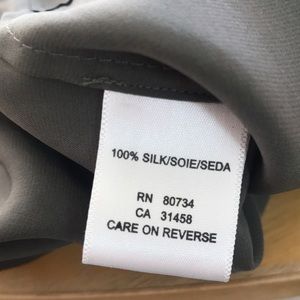 100% SILK/SOIE/SEDA
RN 80734
CA 31458
CARE ON REVERSE